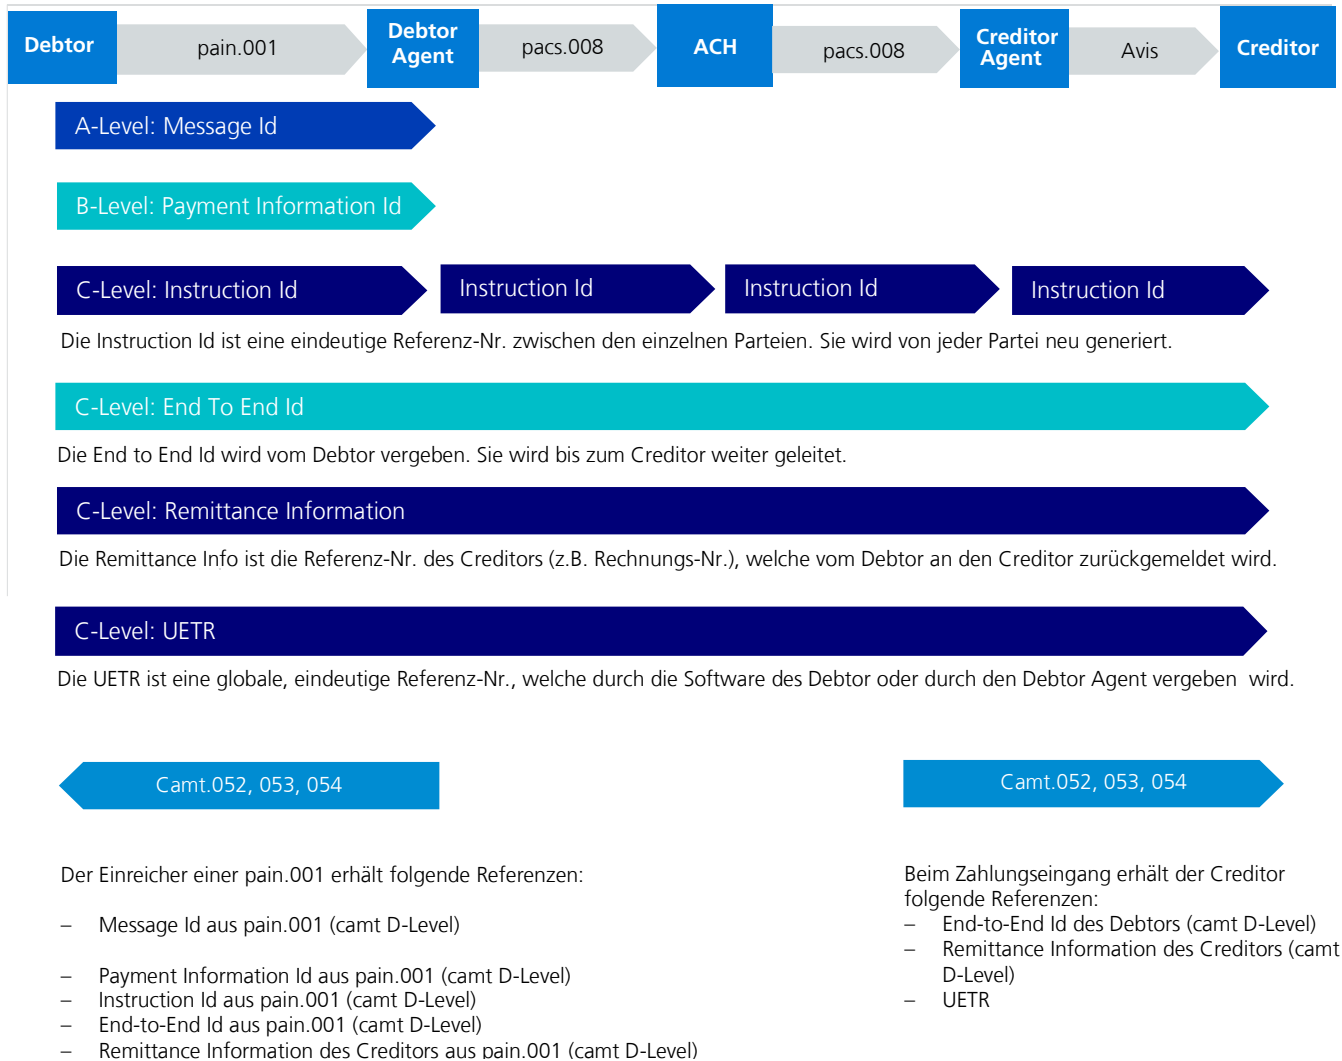 Debtor
pain.001
Debtor
Agent
pacs.008
ACH
pacs.008
Creditor
Agent
Avis
Creditor
A-Level: Message Id
B-Level: Payment Information Id
C-Level: Instruction Id
Instruction Id
Instruction Id
Instruction Id
Die Instruction Id ist eine eindeutige Referenz-Nr. zwischen den einzelnen Parteien. Sie wird von jeder Partei neu generiert.
C-Level: End To End Id
Die End to End Id wird vom Debtor vergeben. Sie wird bis zum Creditor weiter geleitet.
C-Level: Remittance Information
Die Remittance Info ist die Referenz-Nr. des Creditors (z.B. Rechnungs-Nr.), welche vom Debtor an den Creditor zurückgemeldet wird.
C-Level: UETR
Die UETR ist eine globale, eindeutige Referenz-Nr., welche durch die Software des Debtor oder durch den Debtor Agent vergeben  wird.
Camt.052, 053, 054
Der Einreicher einer pain.001 erhält folgende Referenzen:
– Message Id aus pain.001 (camt D-Level)
– Payment Information Id aus pain.001 (camt D-Level)
– Instruction Id aus pain.001 (camt D-Level)
– End-to-End Id aus pain.001 (camt D-Level)
– Remittance Information des Creditors aus pain.001 (camt D-Level)
Camt.052, 053, 054
Beim Zahlungseingang erhält der Creditor
folgende Referenzen:
– End-to-End Id des Debtors (camt D-Level)
– Remittance Information des Creditors (camt
D-Level)
– UETR